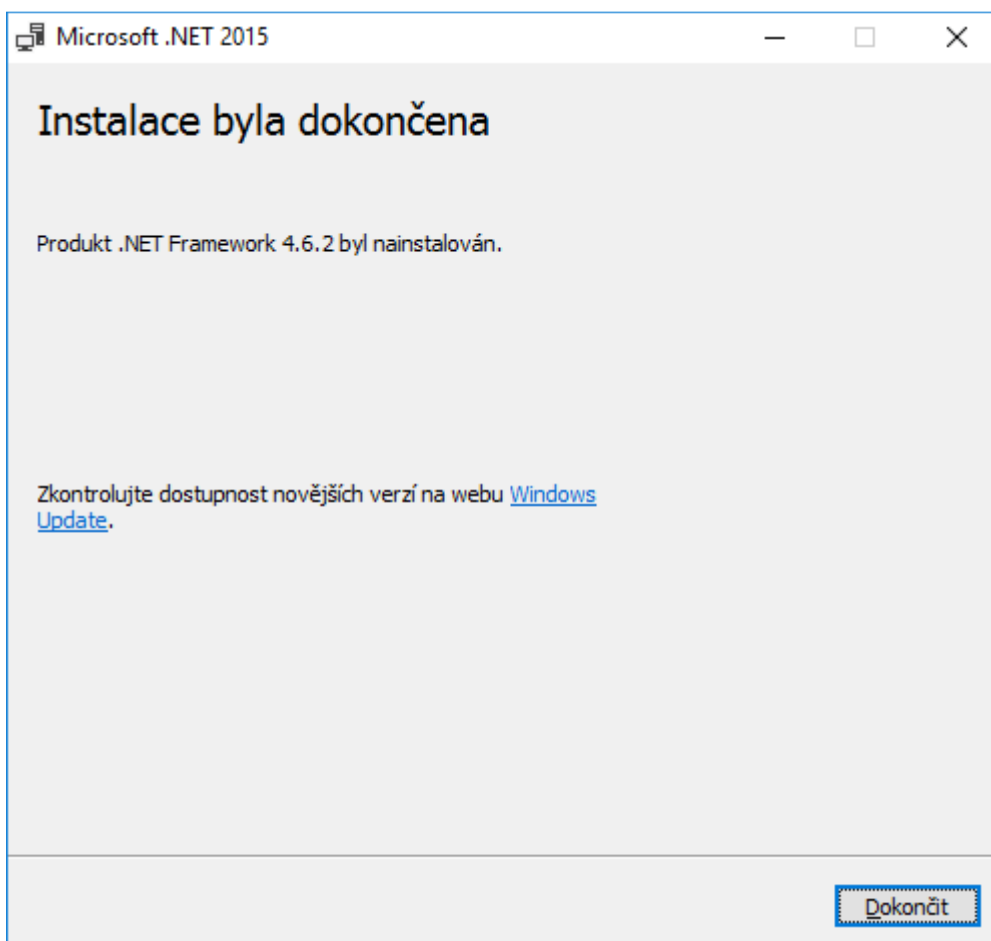 Microsoft .NET 2015
Instalace byla dokončena
Produkt .NET Framework 4.6.2 byl nainstalován.
Zkontrolujte dostupnost novějších verzí na webu Windows
Update.
Dokončit